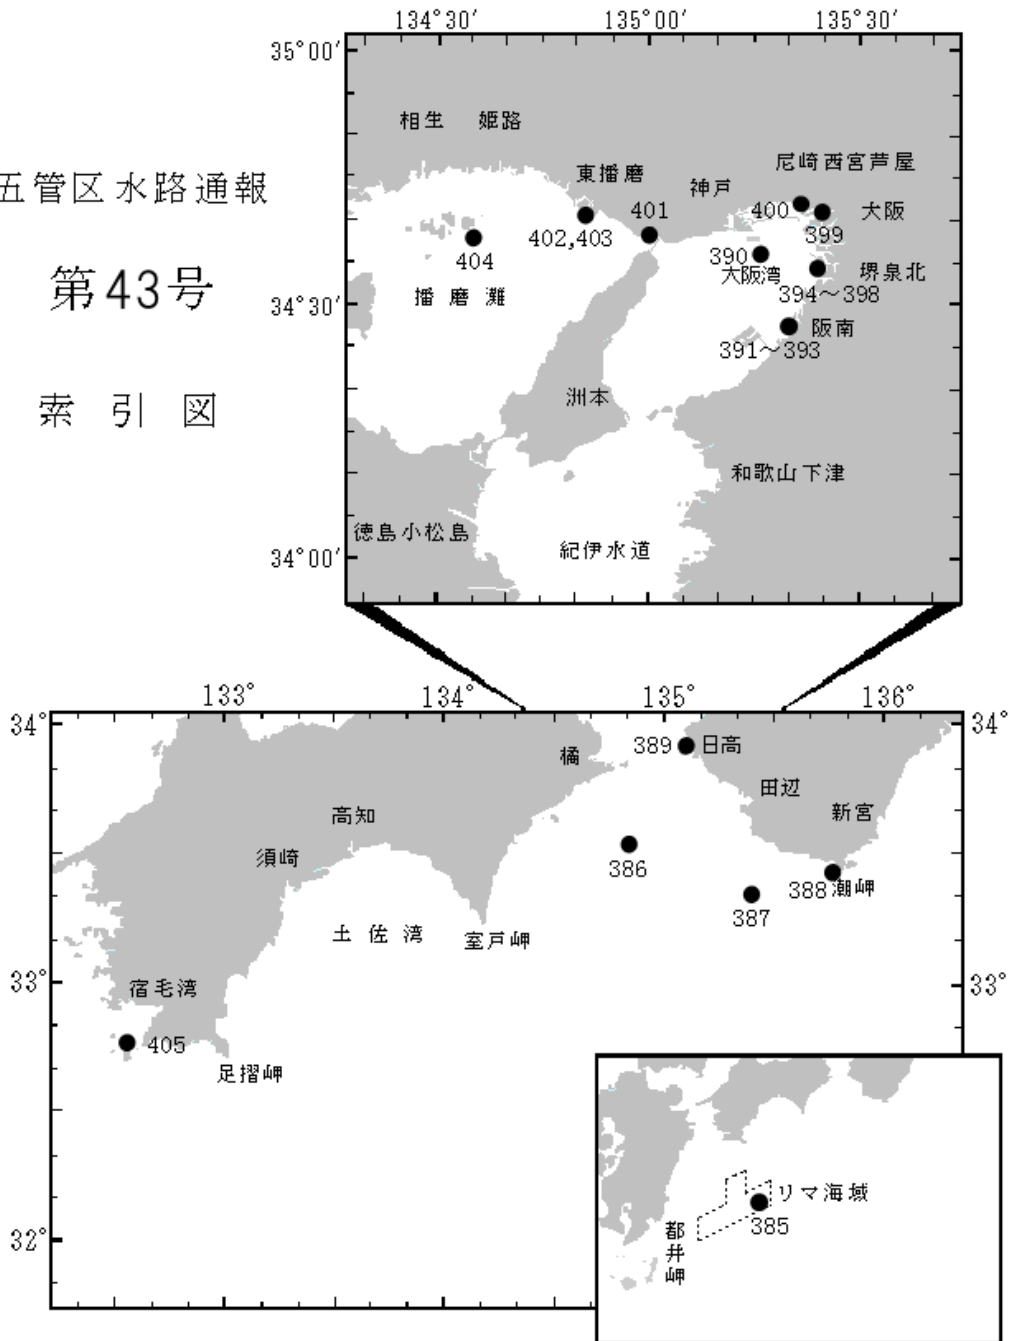 134°30′ 135°00′ 135°30′
35°00′
相生 姫路
尼崎西宮芦屋
東播磨
神戸
五管区水路通報
401
400
大阪
402,403
399
404
390
大阪湾
堺泉北
第43号
播磨灘
394～398
34°30′
阪南
391～393
索引図
洲本
和歌山下津
徳島小松島
紀伊水道
34°00′
133° 134° 135° 136°
34°
34°
389
日高
橘
田辺
高知
新宮
須崎
386
388
潮岬
387
土佐湾
室戸岬
33°
33°
宿毛湾
405
足摺岬
リマ海域
385
都井岬
32°